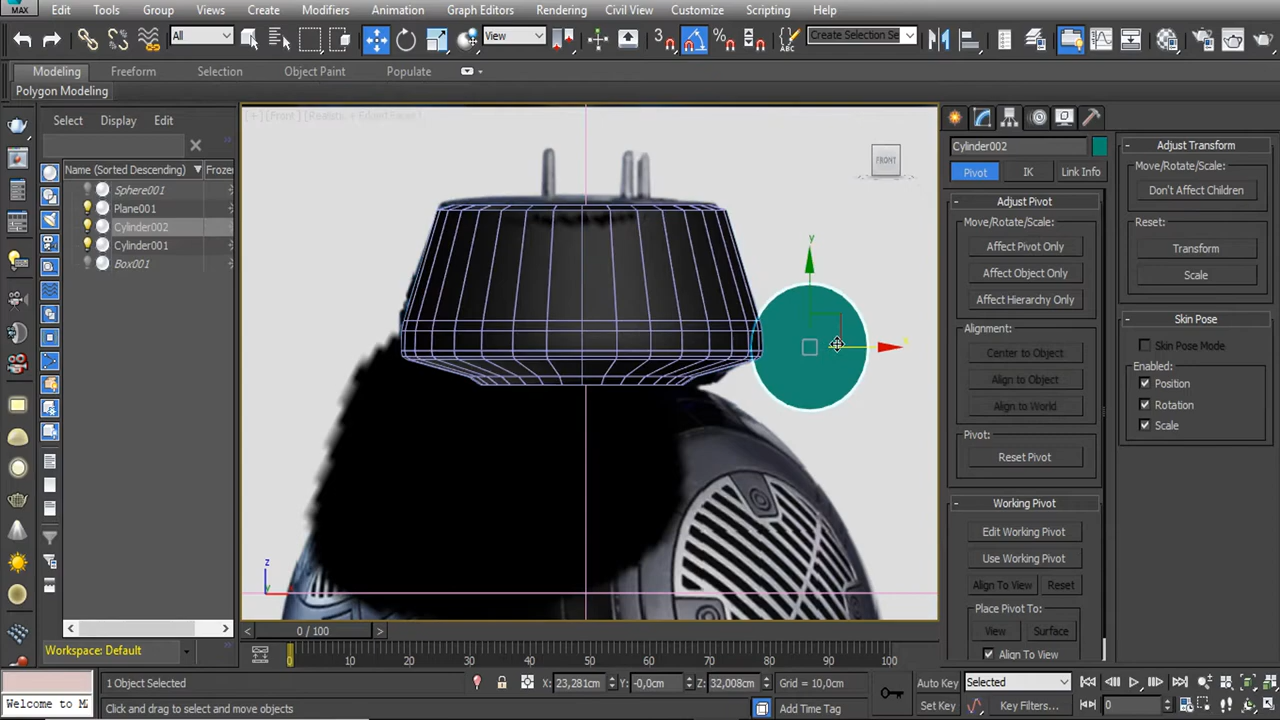 MAX
Edit
Tools
Group
Views
Create
Modifiers
Animation
Graph Editors
Rendering
Civil View
Customize
Scripting
Help
All
View
3
Create Selection Se
Modeling
Freeform
Selection
Object Paint
Populate
Polygon Modeling
Select
Display
Edit
Name (Sorted Descending)
Frozen
Sphere001
Plane001
Cylinder002
Cylinder001
Box001
[+] [Front] [Realistic + Edged Faces]
FRONT
y
z
Cylinder002
Pivot
IK
Link Info
Adjust Pivot
Move/Rotate/Scale:
Affect Pivot Only
Affect Object Only
Affect Hierarchy Only
Alignment:
Center to Object
Align to Object
Align to World
Pivot:
Reset Pivot
Working Pivot
Edit Working Pivot
Use Working Pivot
Align To View
Reset
Place Pivot To:
View
Surface
Align To View
Adjust Transform
Move/Rotate/Scale:
Don't Affect Children
Reset:
Transform
Scale
Skin Pose
Skin Pose Mode
Enabled:
Position
Rotation
Scale
Workspace: Default
0 / 100
0 10 20 30 40 50 60 70 80 90 100
1 Object Selected
X: 23,281cm
Y: -0,0cm
Z: 32,008cm
Grid = 10,0cm
Auto Key
Selected
Welcome to M
Click and drag to select and move objects
Add Time Tag
Set Key
Key Filters...
0